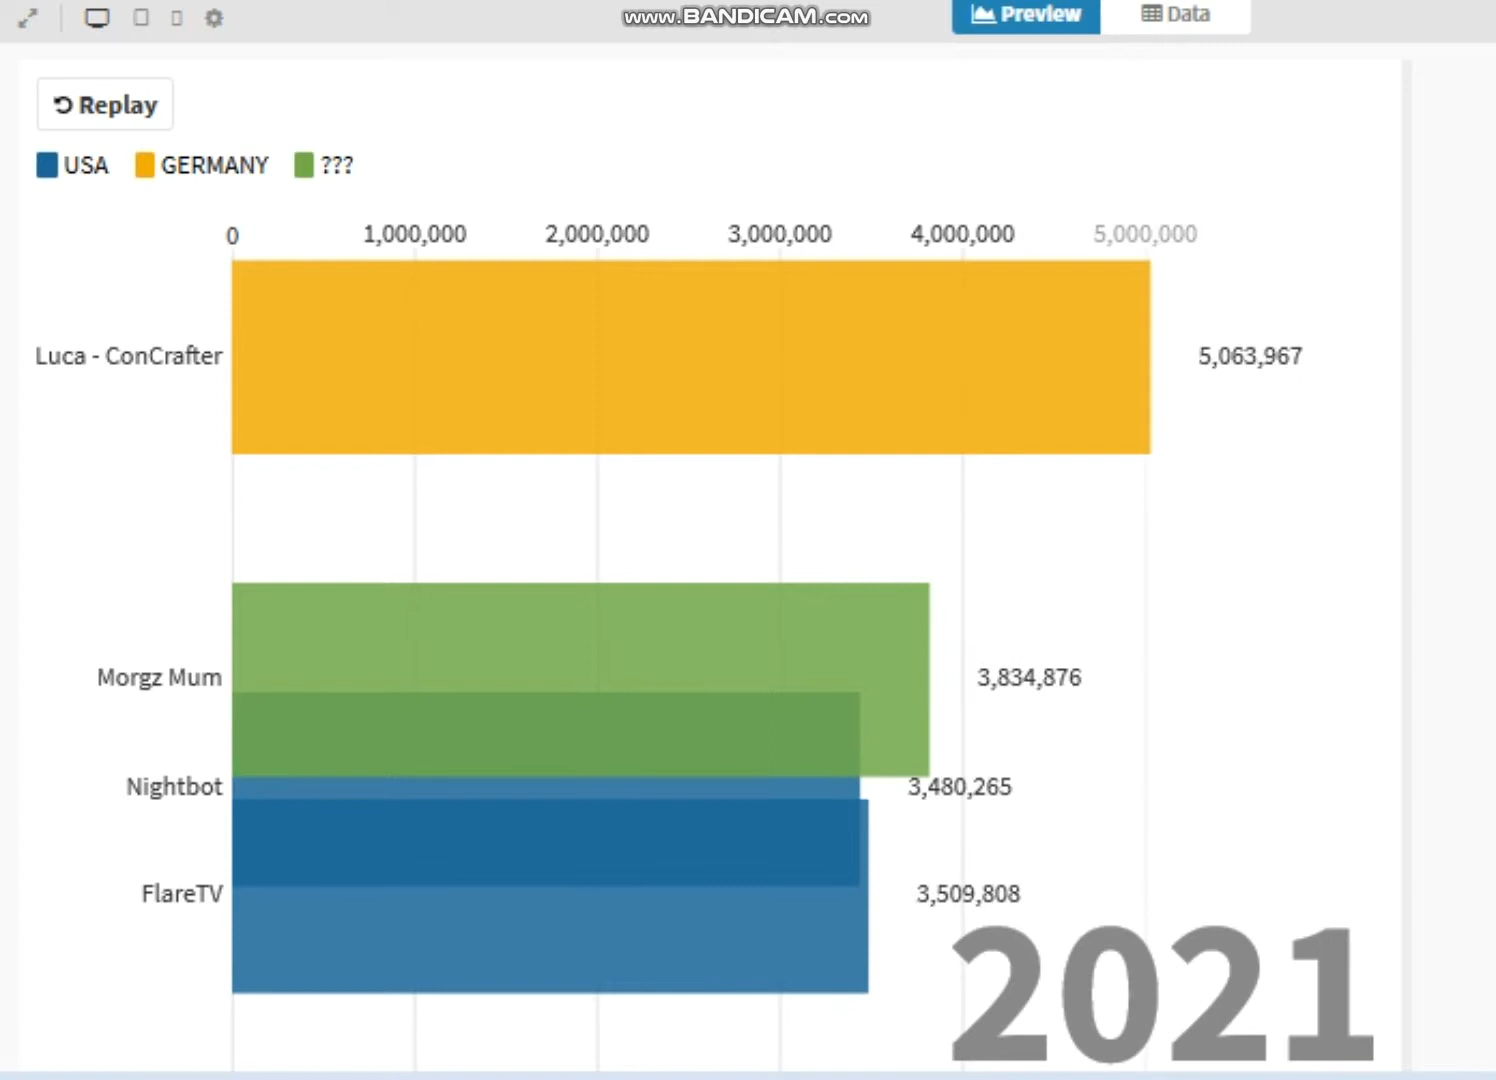 www.BANDICAM.com
Preview
Data
Replay
USA GERMANY ???
0 1,000,000 2,000,000 3,000,000 4,000,000 5,000,000
Luca - ConCrafter 5,063,967
Morgz Mum 3,834,876
Nightbot 3,480,265
FlareTV 3,509,808
2021